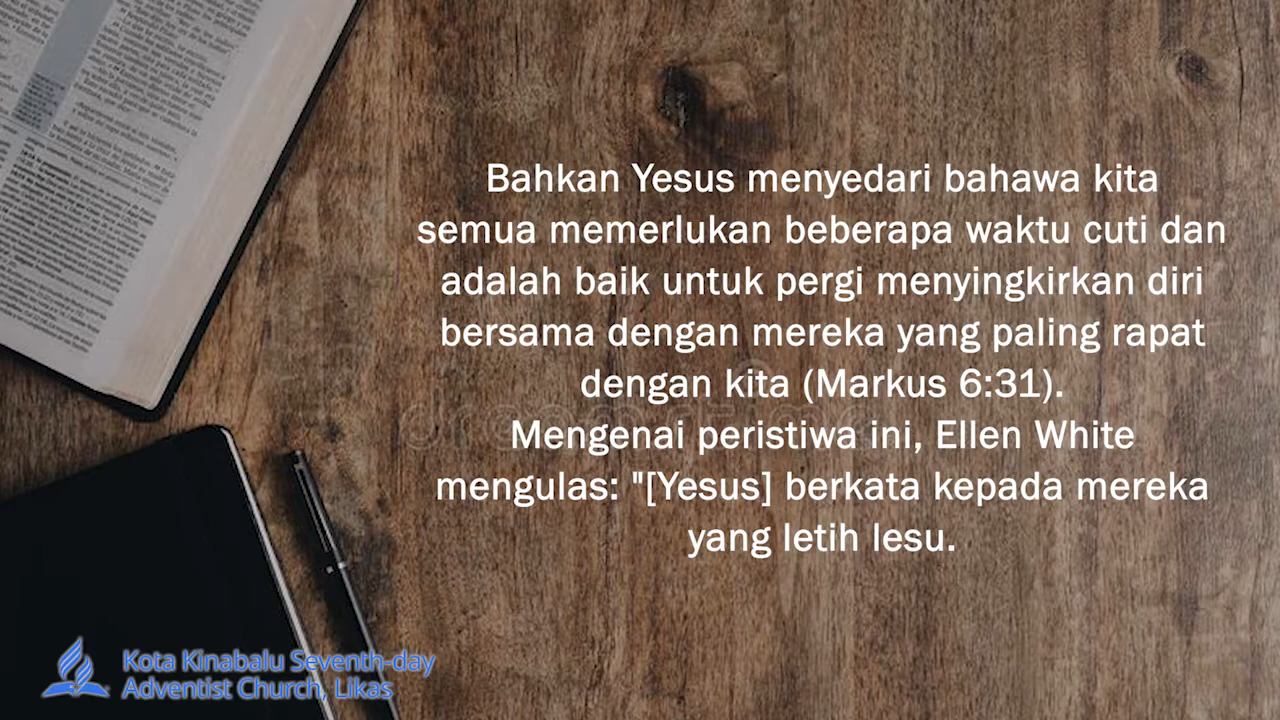 Bahkan Yesus menyedari bahawa kita
semua memerlukan beberapa waktu cuti dan
adalah baik untuk pergi menyingkirkan diri
bersama dengan mereka yang paling rapat
dengan kita (Markus 6:31).
Mengenai peristiwa ini, Ellen White
mengulas: "[Yesus] berkata kepada mereka
yang letih lesu.
Kota Kinabalu Seventh-day
Adventist Church, Likas